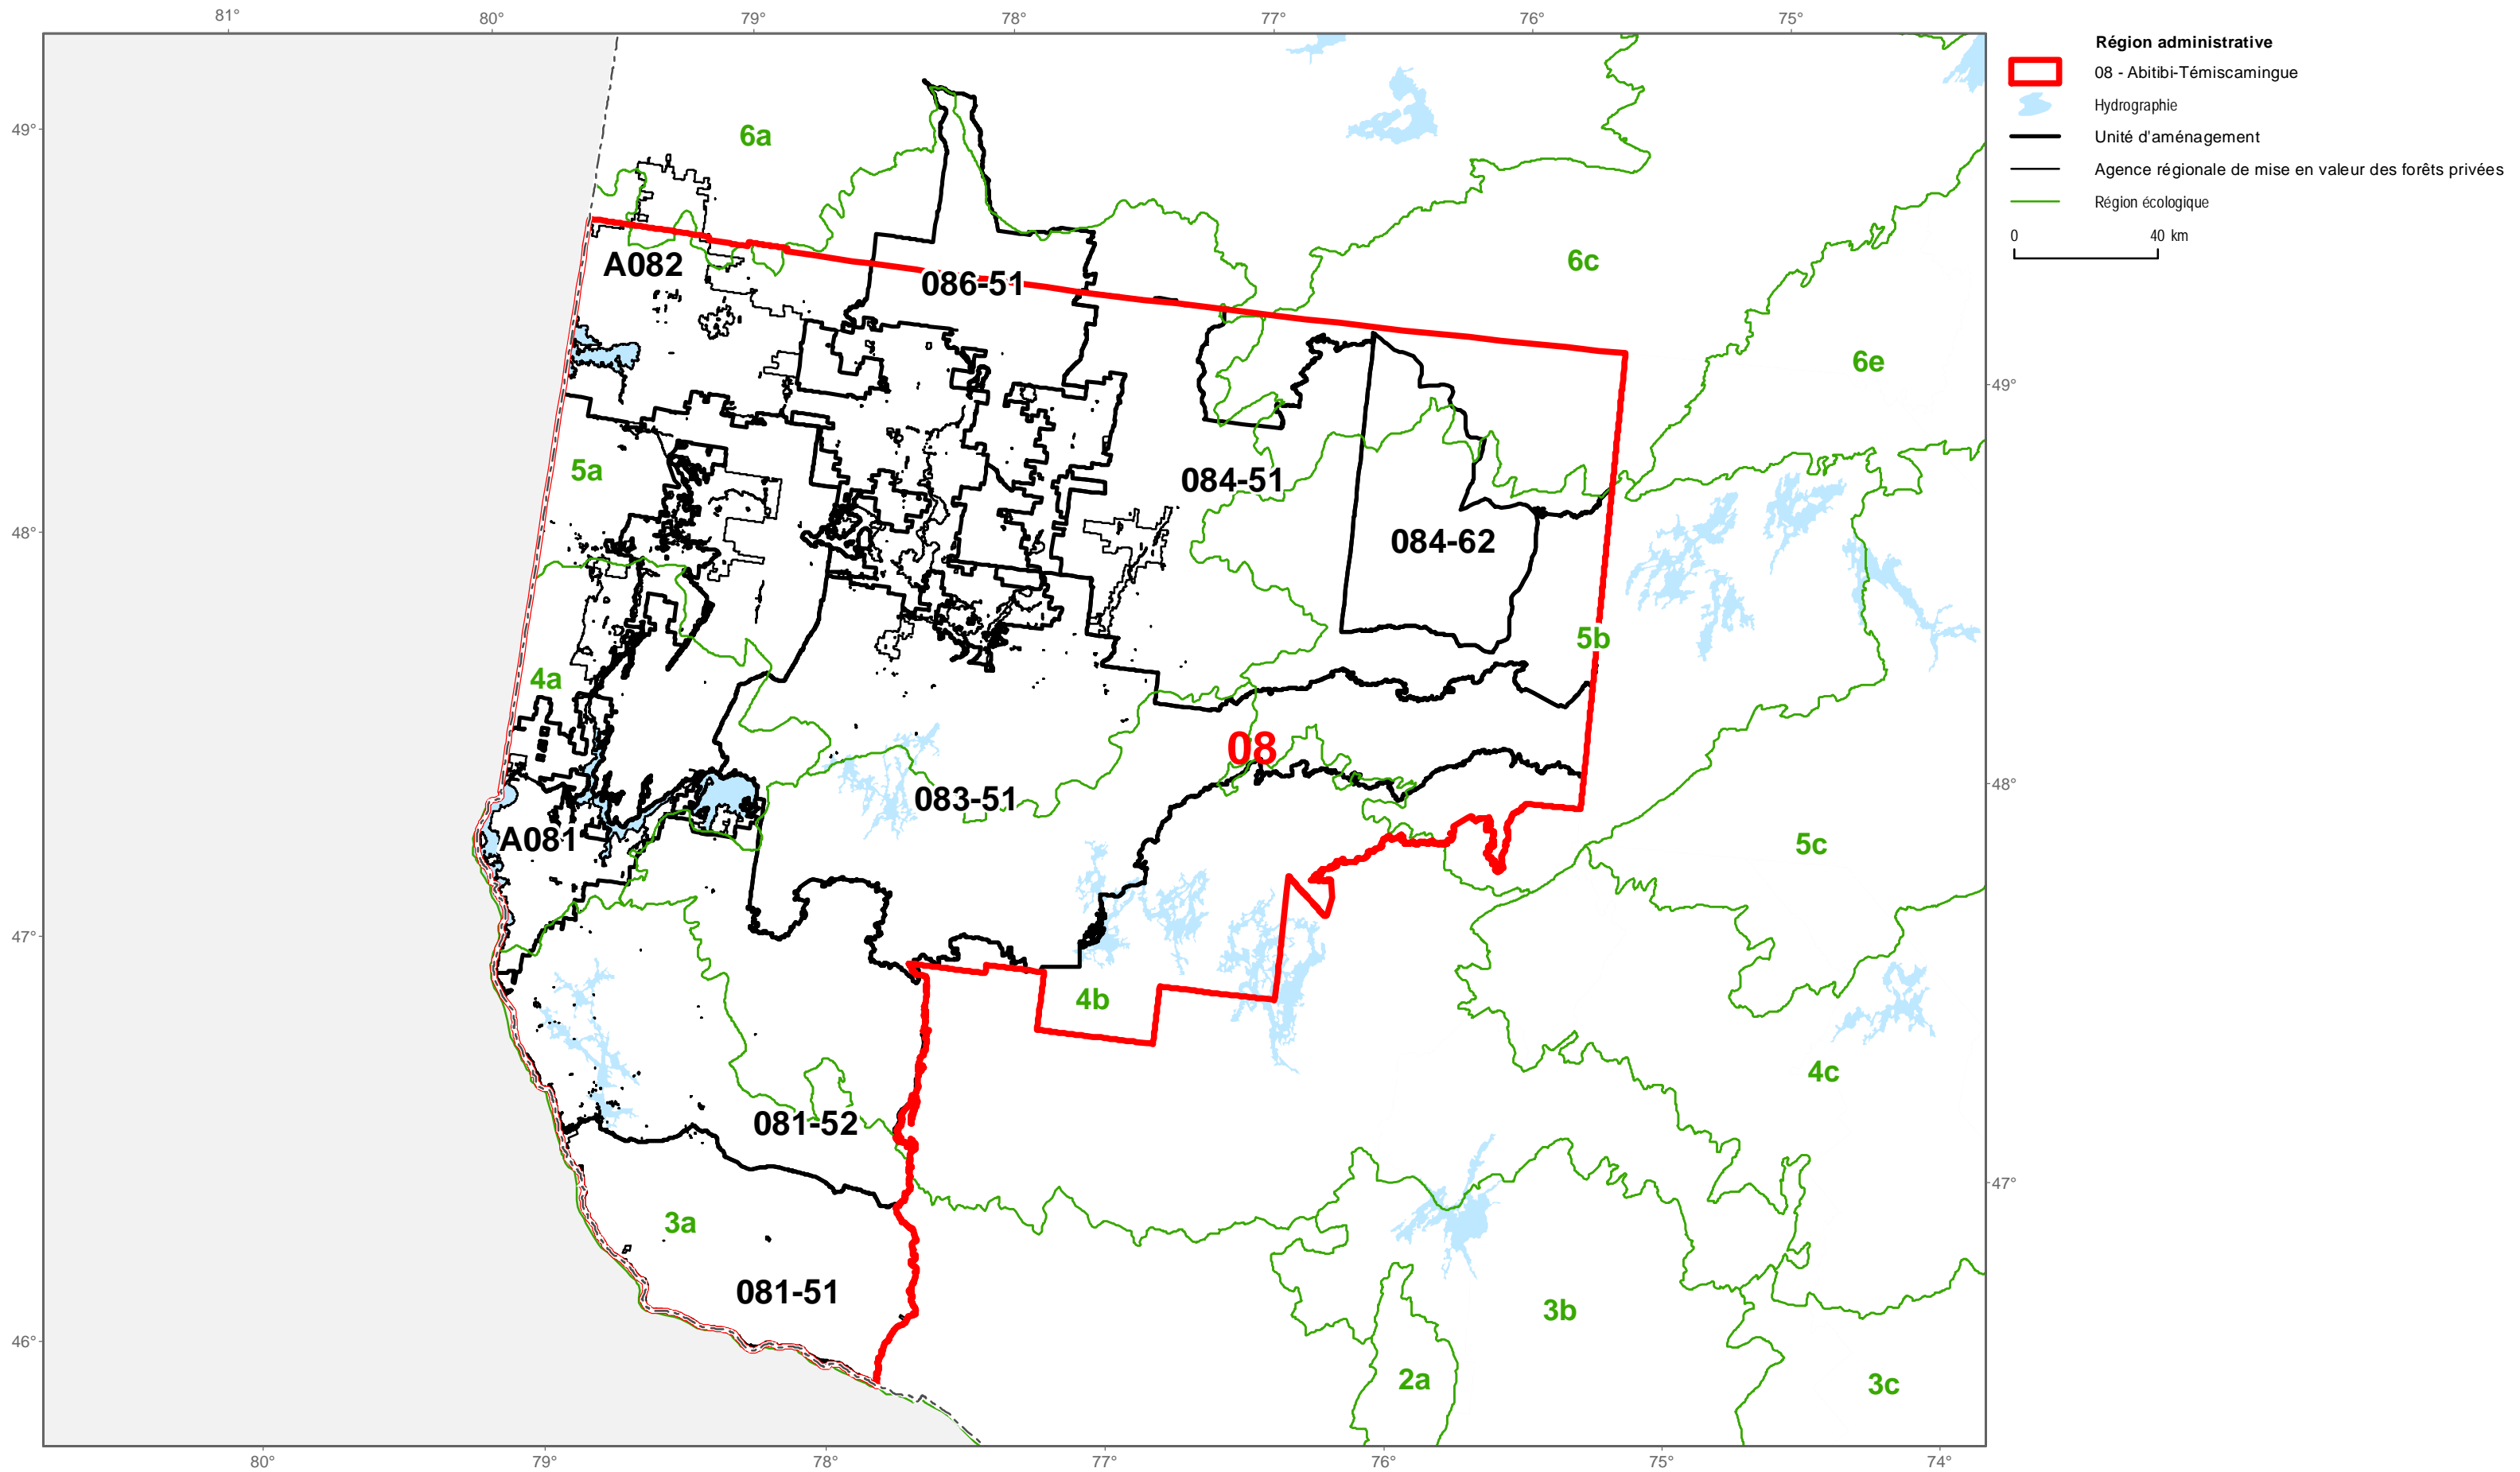 81°
80°
79°
78°
77°
76°
75°
Région administrative
08 - Abitibi-Témiscamingue
Hydrographie
Unité d'aménagement
Agence régionale de mise en valeur des forêts privées
Région écologique
0 40 km
49°
6a
6c
A082
086-51
6e
49°
5a
084-51
48°
084-62
5b
4a
08
083-51
48°
A081
5c
47°
4b
4c
081-52
47°
3a
081-51
3b
46°
2a
3c
80°
79°
78°
77°
76°
75°
74°